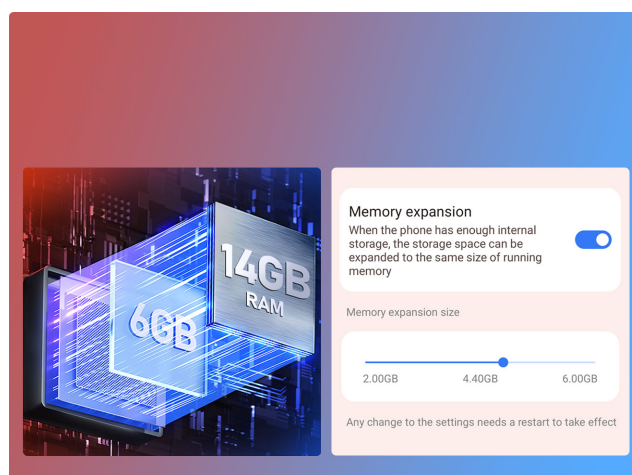 14GB
RAM
6GB
Memory expansion
When the phone has enough internal
storage, the storage space can be
expanded to the same size of running
memory
Memory expansion size
2.00GB 4.40GB 6.00GB
Any change to the settings needs a restart to take effect